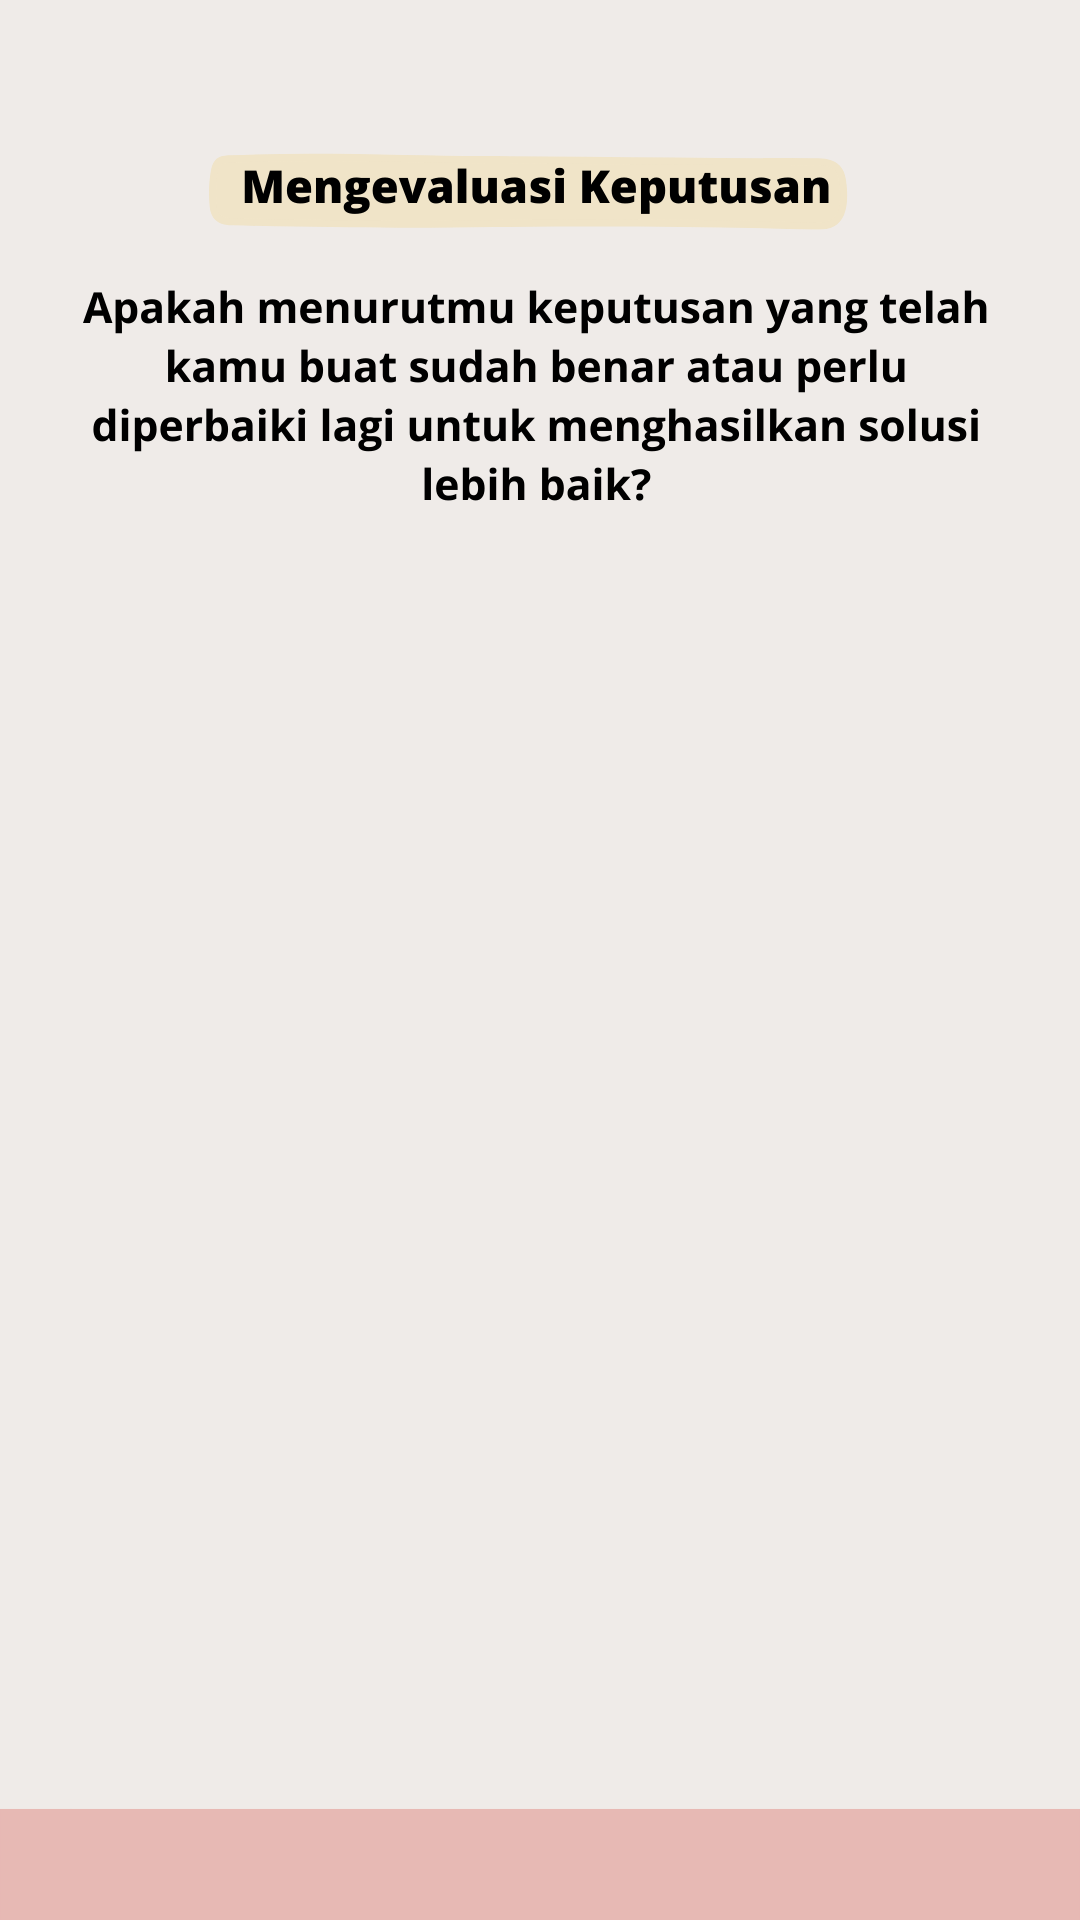 Mengevaluasi Keputusan
Apakah menurutmu keputusan yang telah
kamu buat sudah benar atau perlu
diperbaiki lagi untuk menghasilkan solusi
lebih baik?